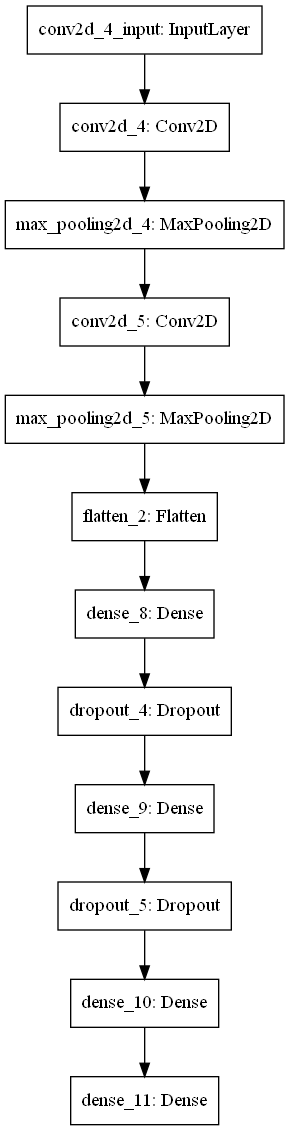 conv2d_4_input: InputLayer
conv2d_4: Conv2D
max_pooling2d_4: MaxPooling2D
conv2d_5: Conv2D
max_pooling2d_5: MaxPooling2D
flatten_2: Flatten
dense_8: Dense
dropout_4: Dropout
dense_9: Dense
dropout_5: Dropout
dense_10: Dense
dense_11: Dense